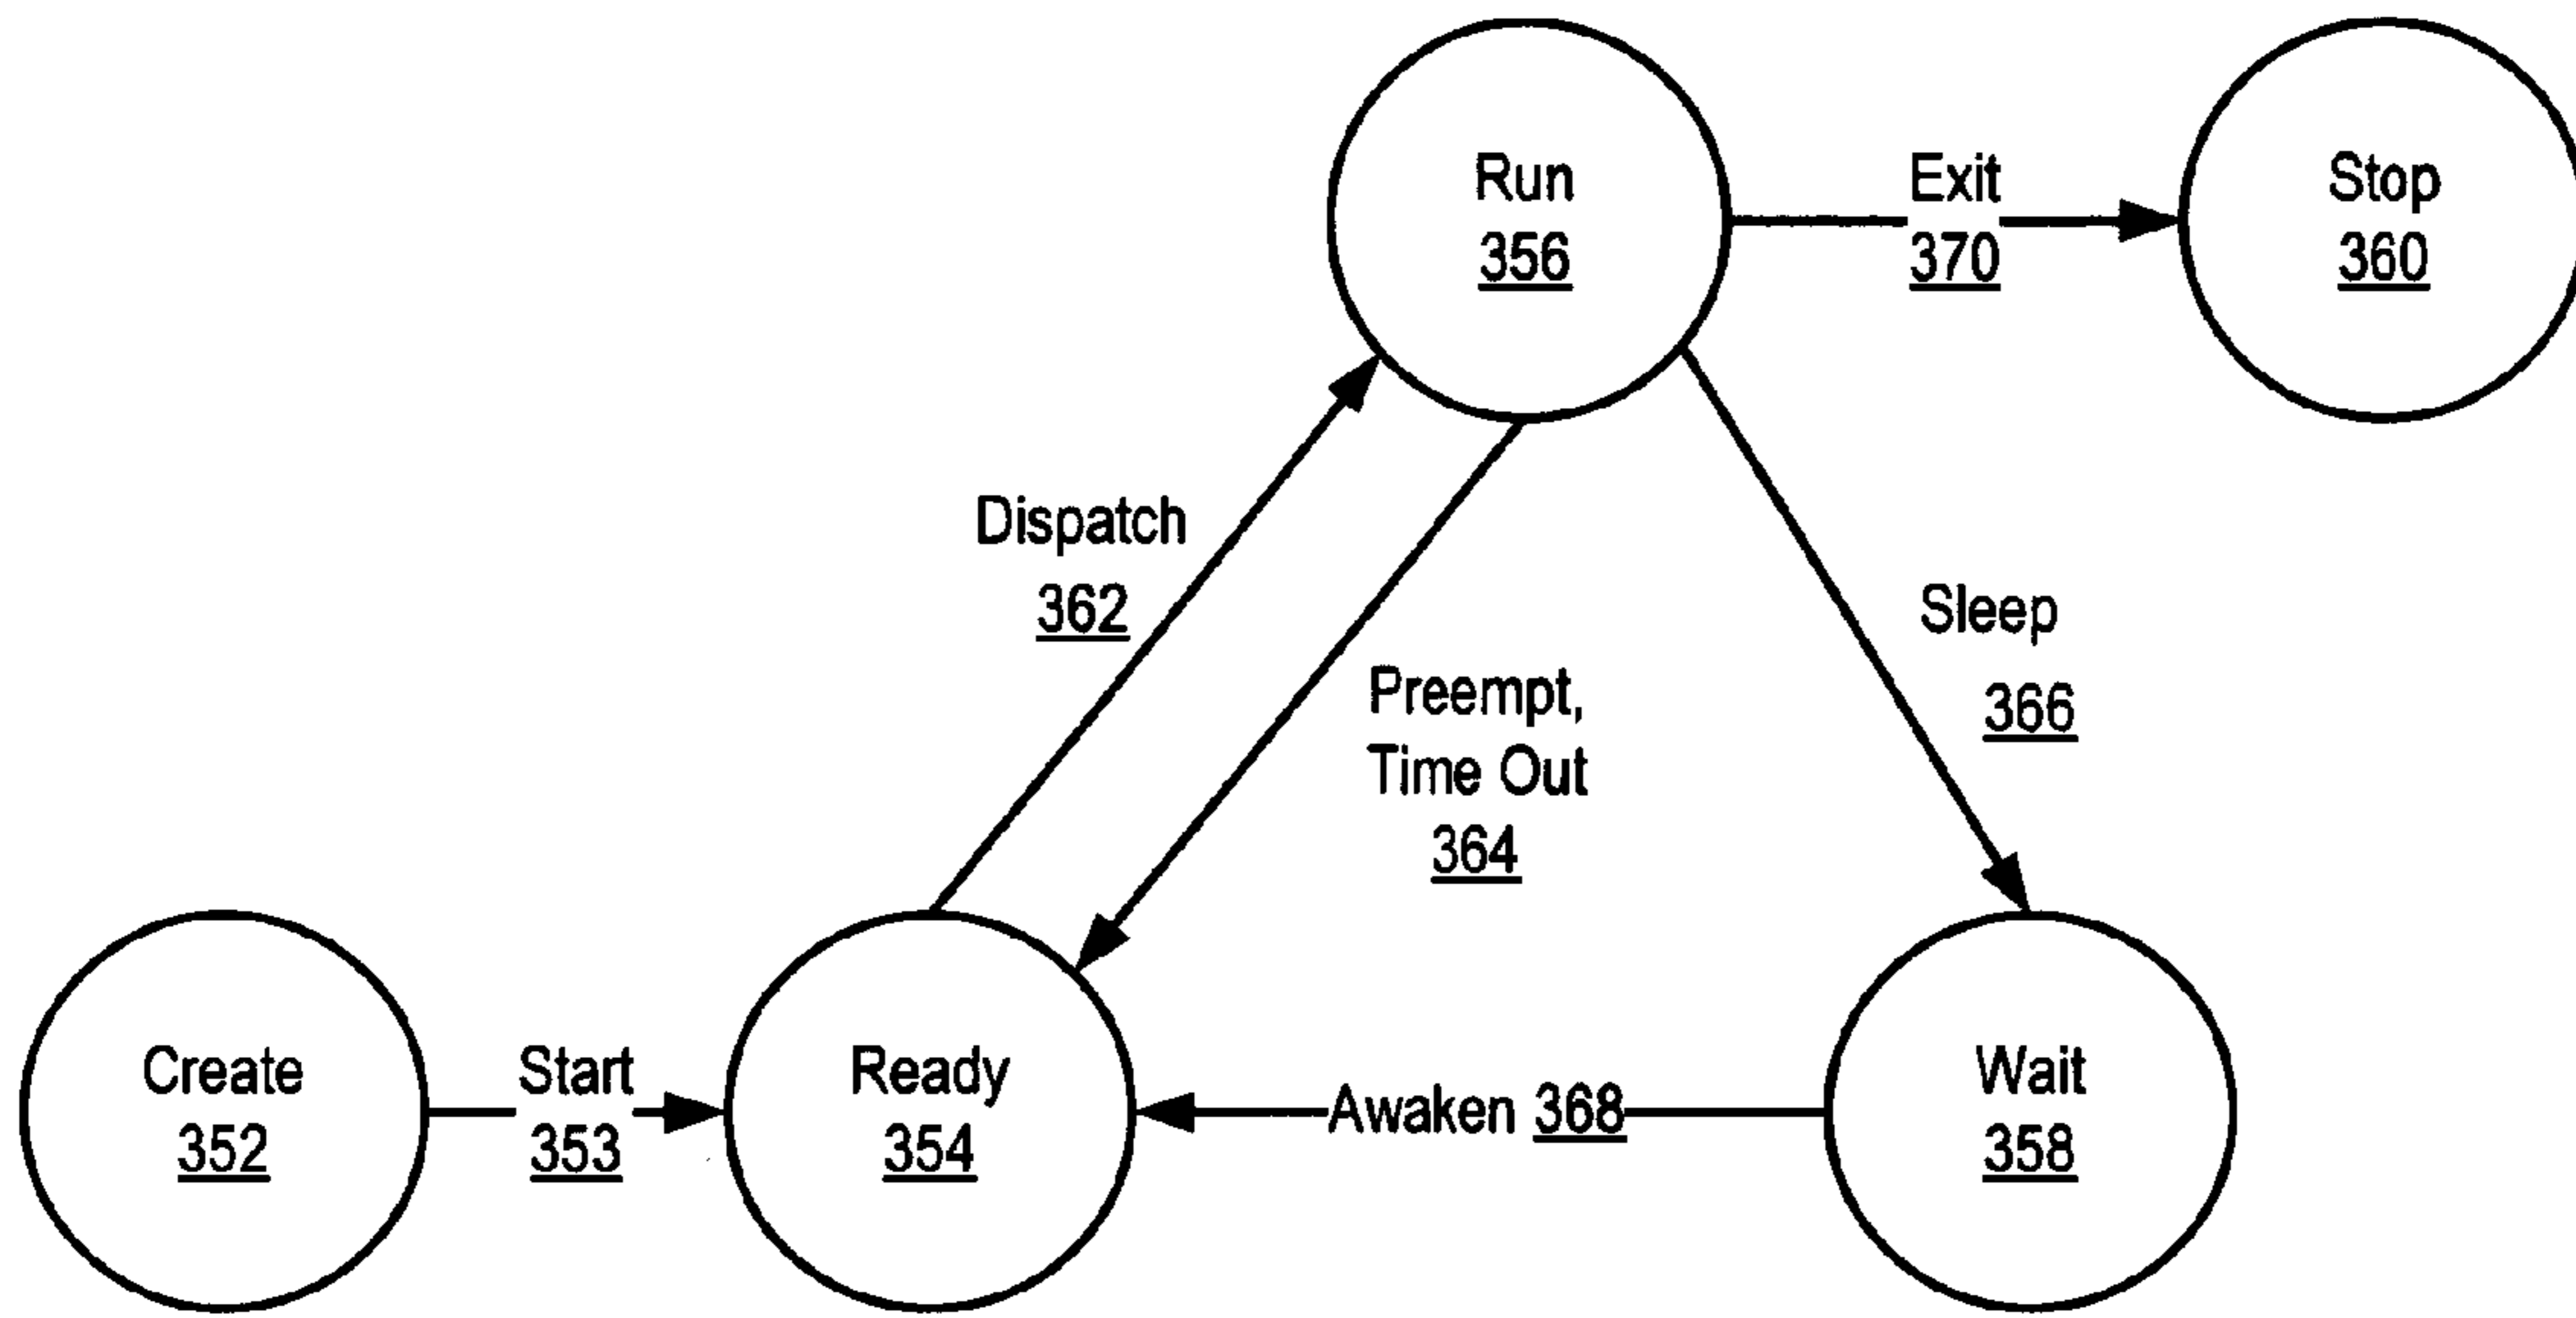 Run
356
Exit
370
Stop
360
Dispatch
362
Sleep
366
Preempt,
Time Out
364
Create
352
Start
353
Ready
354
Awaken 368
Wait
358